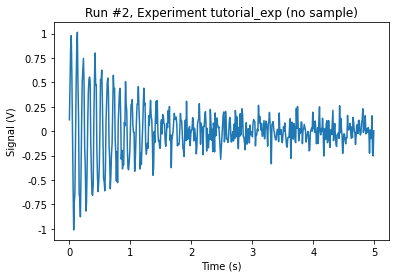 Run #2, Experiment tutorial_exp (no sample)
1
0.75
0.5
0.25
0
-0.25
-0.5
-0.75
-1
Signal (V)
0 1 2 3 4 5
Time (s)